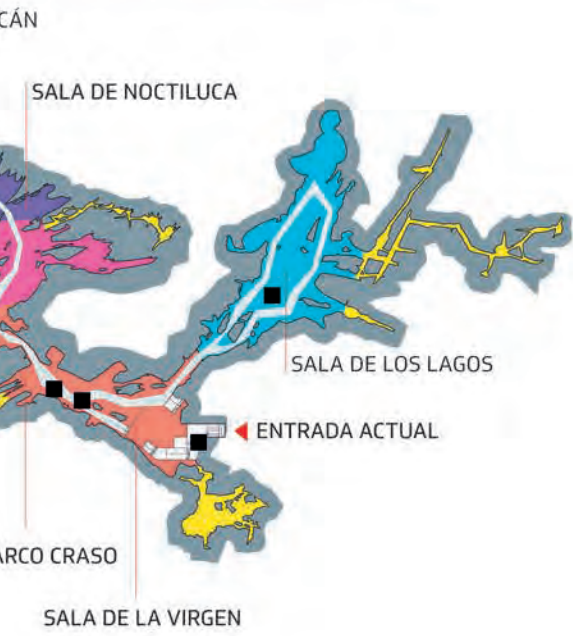 CÁN
SALA DE NOCTILUCA
SALA DE LOS LAGOS
ENTRADA ACTUAL
ARCO CRASO
SALA DE LA VIRGEN